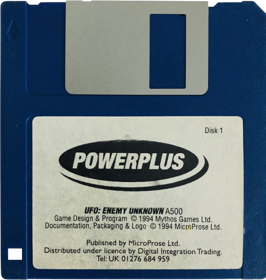 Disk 1
POWERPLUS
UFO: ENEMY UNKNOWN A500
Game Design & Program © 1994 Mythos Games Ltd.
Documentation, Packaging & Logo © 1994 MicroProse Ltd.
Published by MicroProse Ltd.
Distributed under licence by Digital Integration Trading.
Tel: UK 01276 684 959